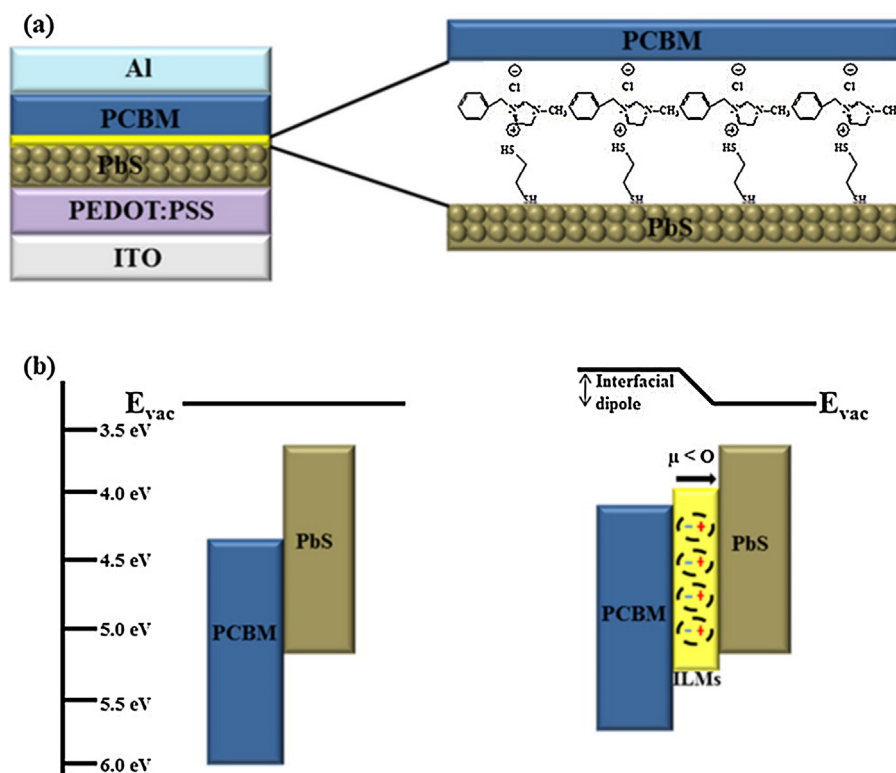 (a)
Al
PCBM
PbS
PEDOT:PSS
ITO
PCBM
⊖ ⊖ ⊖ ⊖
Cl Cl Cl Cl
N N-CH₃ N N-CH₃ N N-CH₃ N N-CH
⊕ ⊕ ⊕ ⊕
HS HS HS HS
SH SH SH SH
PbS
(b)
Evac
3.5 eV
4.0 eV
4.5 eV
5.0 eV
5.5 eV
6.0 eV
PCBM
PbS
Interfacial
dipole
Evac
μ < O
- +
- +
- +
- +
PCBM
PbS
ILMs